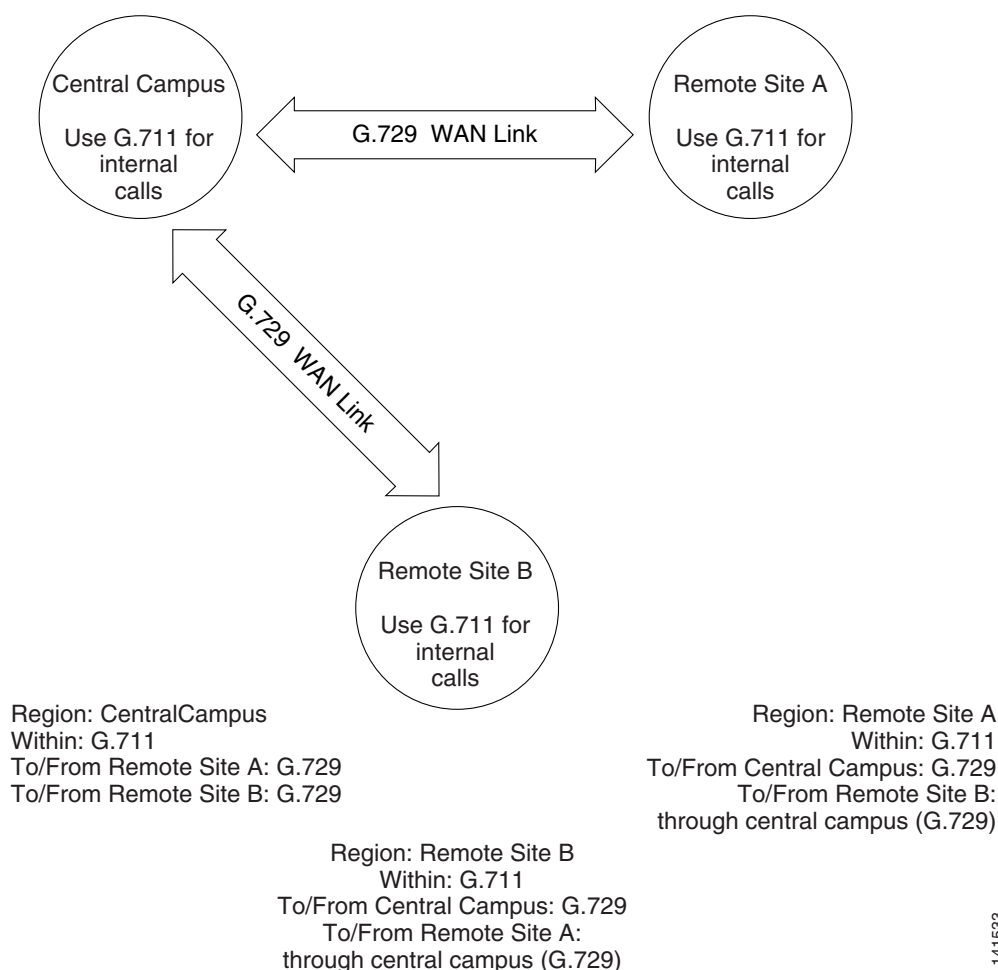 Central Campus
Use G.711 for
internal
calls
G.729 WAN Link
Remote Site A
Use G.711 for
internal
calls
G.729 WAN Link
Remote Site B
Use G.711 for
internal
calls
Region: CentralCampus
Within: G.711
To/From Remote Site A: G.729
To/From Remote Site B: G.729
Region: Remote Site A
Within: G.711
To/From Central Campus: G.729
To/From Remote Site B:
through central campus (G.729)
Region: Remote Site B
Within: G.711
To/From Central Campus: G.729
To/From Remote Site A:
through central campus (G.729)
141533